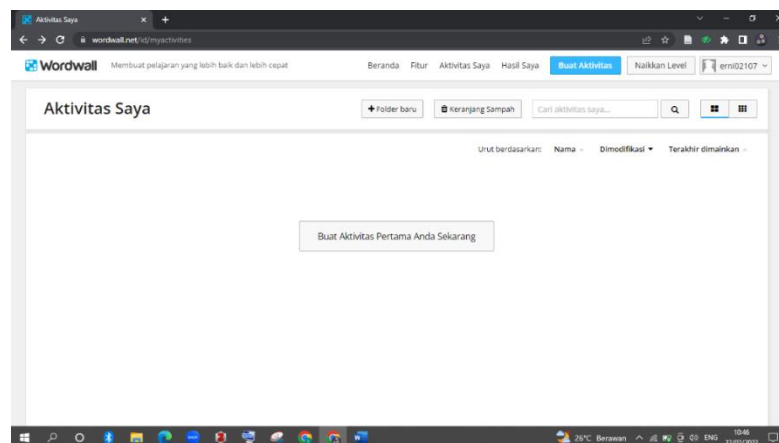 Aktivitas Saya
wordwall.net/id/myactivities
Wordwall Membuat pelajaran yang lebih baik dan lebih cepat Beranda Fitur Aktivitas Saya Hasil Saya Buat Aktivitas Naikkan Level erni02107
Aktivitas Saya + Folder baru Keranjang Sampah Cari aktivitas saya...
Urut berdasarkan: Nama Dimodifikasi Terakhir dimainkan
Buat Aktivitas Pertama Anda Sekarang
26°C Berawan ENG 10:46